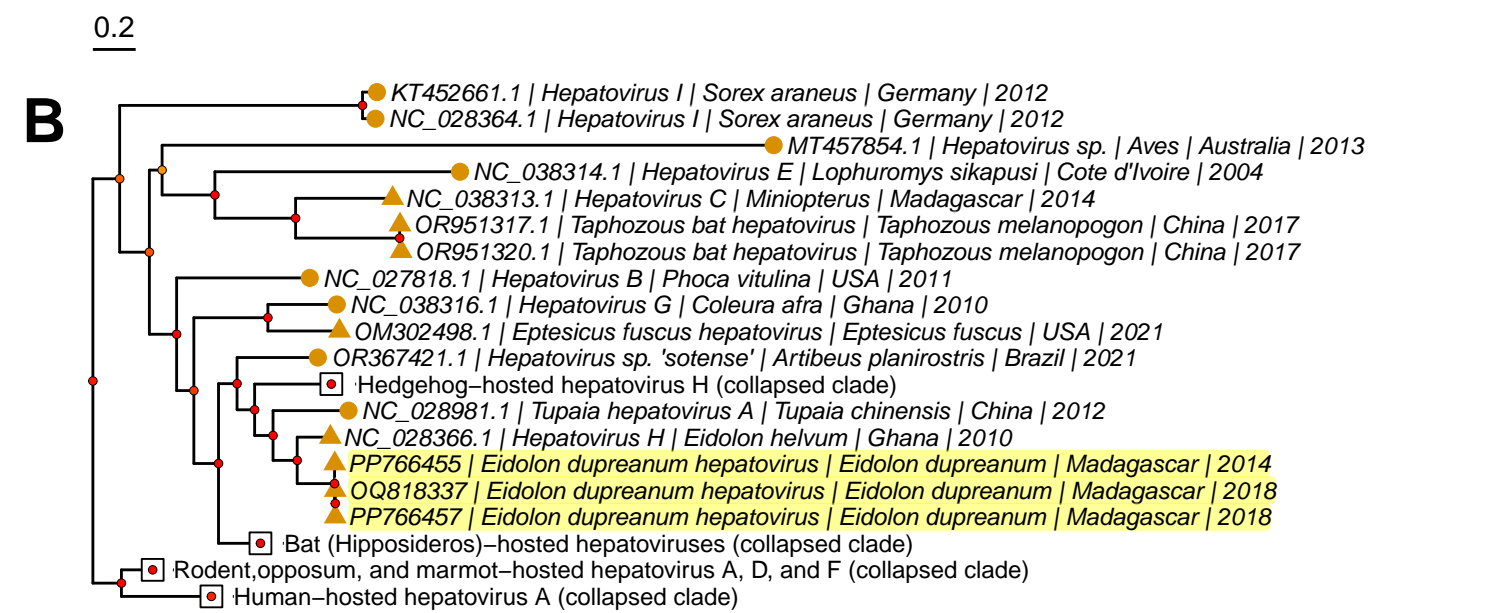 0.2
B
KT452661.1 | Hepatovirus I | Sorex araneus | Germany | 2012
NC_028364.1 | Hepatovirus I | Sorex araneus | Germany | 2012
MT457854.1 | Hepatovirus sp. | Aves | Australia | 2013
NC_038314.1 | Hepatovirus E | Lophuromys sikapusi | Cote d'Ivoire | 2004
NC_038313.1 | Hepatovirus C | Miniopterus | Madagascar | 2014
OR951317.1 | Taphozous bat hepatovirus | Taphozous melanopogon | China | 2017
OR951320.1 | Taphozous bat hepatovirus | Taphozous melanopogon | China | 2017
NC_027818.1 | Hepatovirus B | Phoca vitulina | USA | 2011
NC_038316.1 | Hepatovirus G | Coleura afra | Ghana | 2010
OM302498.1 | Eptesicus fuscus hepatovirus | Eptesicus fuscus | USA | 2021
OR367421.1 | Hepatovirus sp. 'sotense' | Artibeus planirostris | Brazil | 2021
Hedgehog−hosted hepatovirus H (collapsed clade)
NC_028981.1 | Tupaia hepatovirus A | Tupaia chinensis | China | 2012
NC_028366.1 | Hepatovirus H | Eidolon helvum | Ghana | 2010
PP766455 | Eidolon dupreanum hepatovirus | Eidolon dupreanum | Madagascar | 2014
OQ818337 | Eidolon dupreanum hepatovirus | Eidolon dupreanum | Madagascar | 2018
PP766457 | Eidolon dupreanum hepatovirus | Eidolon dupreanum | Madagascar | 2018
Bat (Hipposideros)−hosted hepatoviruses (collapsed clade)
Rodent,opposum, and marmot−hosted hepatovirus A, D, and F (collapsed clade)
Human−hosted hepatovirus A (collapsed clade)